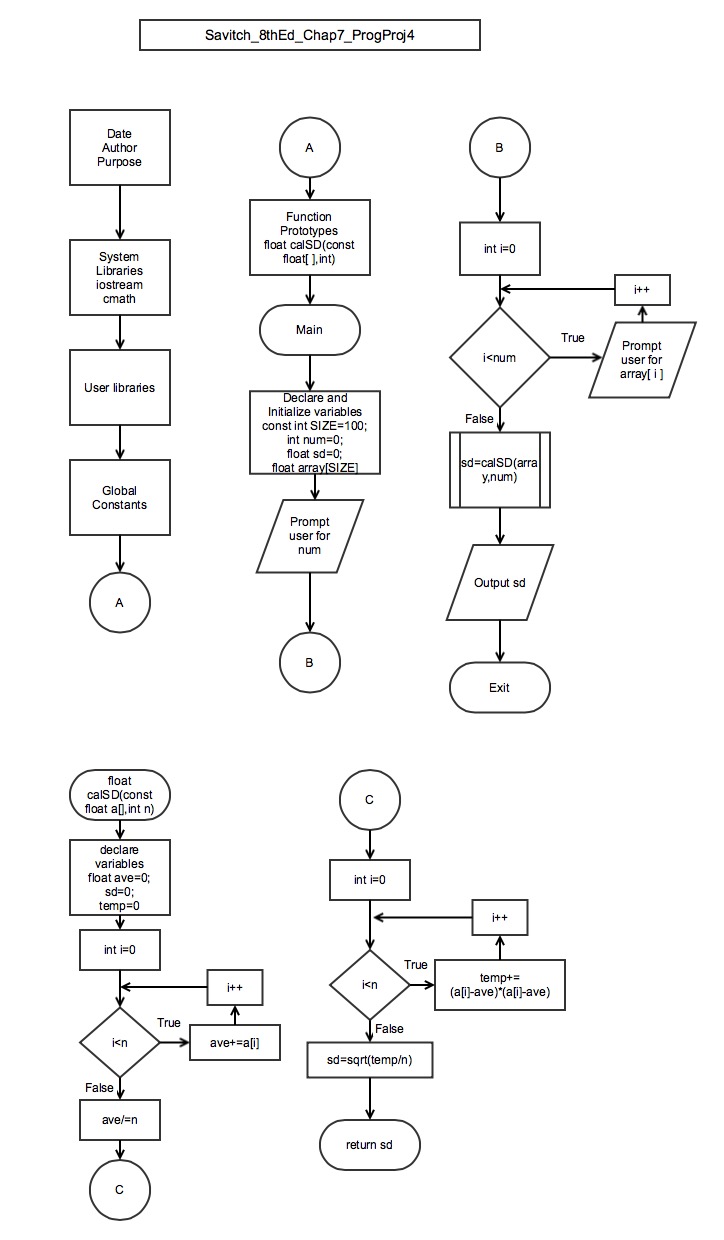 Savitch_8thEd_Chap7_ProgProj4
Date
Author
Purpose
System
Libraries
iostream
cmath
User libraries
Global
Constants
A
A
Function
Prototypes
float calSD(const
float[ ],int)
Main
Declare and
Initialize variables
const int SIZE=100;
int num=0;
float sd=0;
float array[SIZE]
Prompt
user for
num
B
B
int i=0
i++
i<num
True
Prompt
user for
array[ i ]
False
sd=calSD(arra
y,num)
Output sd
Exit
float
calSD(const
float a[],int n)
declare
variables
float ave=0;
sd=0;
temp=0
int i=0
i++
i<n
True
ave+=a[i]
False
ave/=n
C
C
int i=0
i++
i<n
True
temp+=
(a[i]-ave)*(a[i]-ave)
False
sd=sqrt(temp/n)
return sd